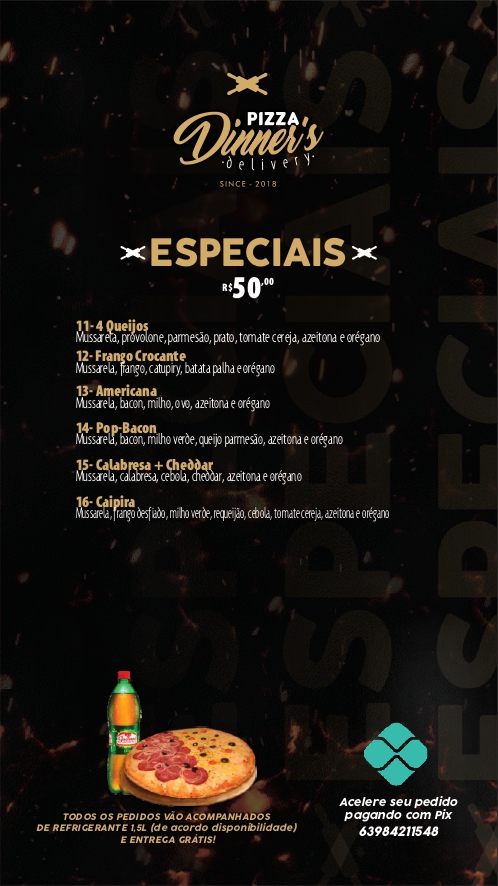 PIZZA
Dinner's
delivery
SINCE - 2018
ESPECIAIS
R$50,00
11- 4 Queijos
Mussarela, provolone, parmesão, prato, tomate cereja, azeitona e orégano
12- Frango Crocante
Mussarela, frango, catupiry, batata palha e orégano
13- Americana
Mussarela, bacon, milho, ovo, azeitona e orégano
14- Pop-Bacon
Mussarela, bacon, milho verde, queijo parmesão, azeitona e orégano
15- Calabresa + Cheddar
Mussarela, calabresa, cebola, cheddar, azeitona e orégano
16- Caipira
Mussarela, frango desfiado, milho verde, requeijão, cebola, tomate cereja, azeitona e orégano
TODOS OS PEDIDOS VÃO ACOMPANHADOS
DE REFRIGERANTE 1,5L (de acordo disponibilidade)
E ENTREGA GRÁTIS!
Acelere seu pedido
pagando com Pix
63984211548
ESPECIAIS
ESPECIAIS
ESPECIAIS